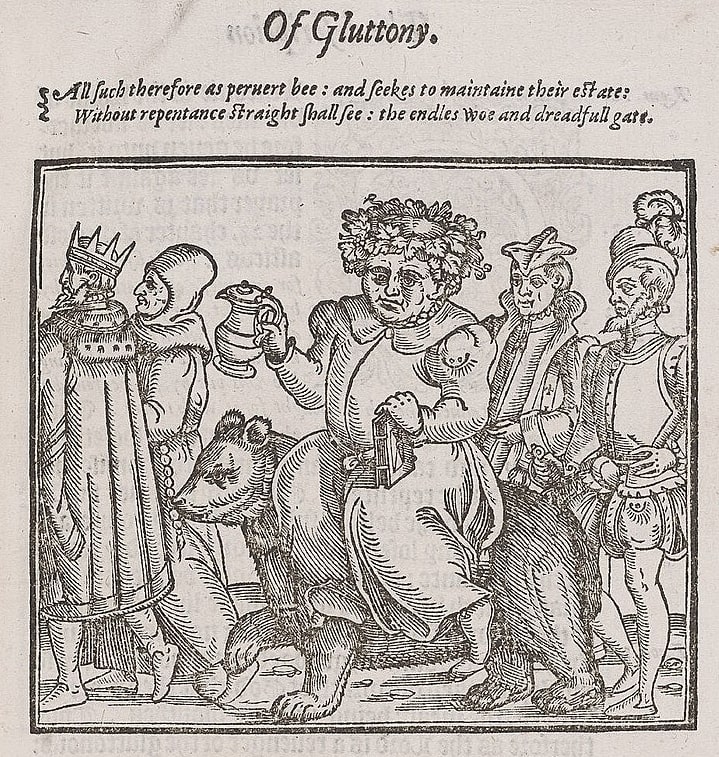 Of Gluttony.
All ſuch therefore as peruert bee : and ſeekes to maintaine their eſtate:
Without repentance ſtraight ſhall ſee : the endles woe and dreadfull gate.